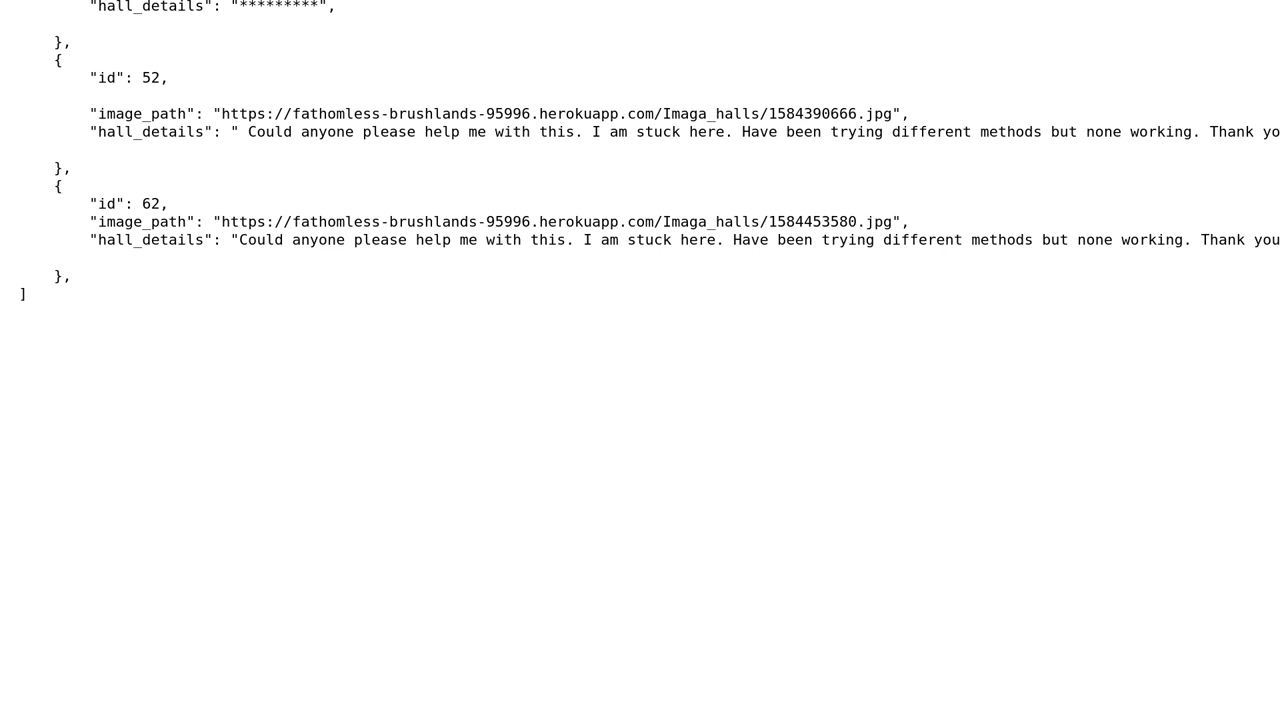 "hall_details": "*********",
},
{
"id": 52,
"image_path": "https://fathomless-brushlands-95996.herokuapp.com/Imaga_halls/1584390666.jpg",
"hall_details": " Could anyone please help me with this. I am stuck here. Have been trying different methods but none working. Thank yo
},
{
"id": 62,
"image_path": "https://fathomless-brushlands-95996.herokuapp.com/Imaga_halls/1584453580.jpg",
"hall_details": "Could anyone please help me with this. I am stuck here. Have been trying different methods but none working. Thank you
},
]